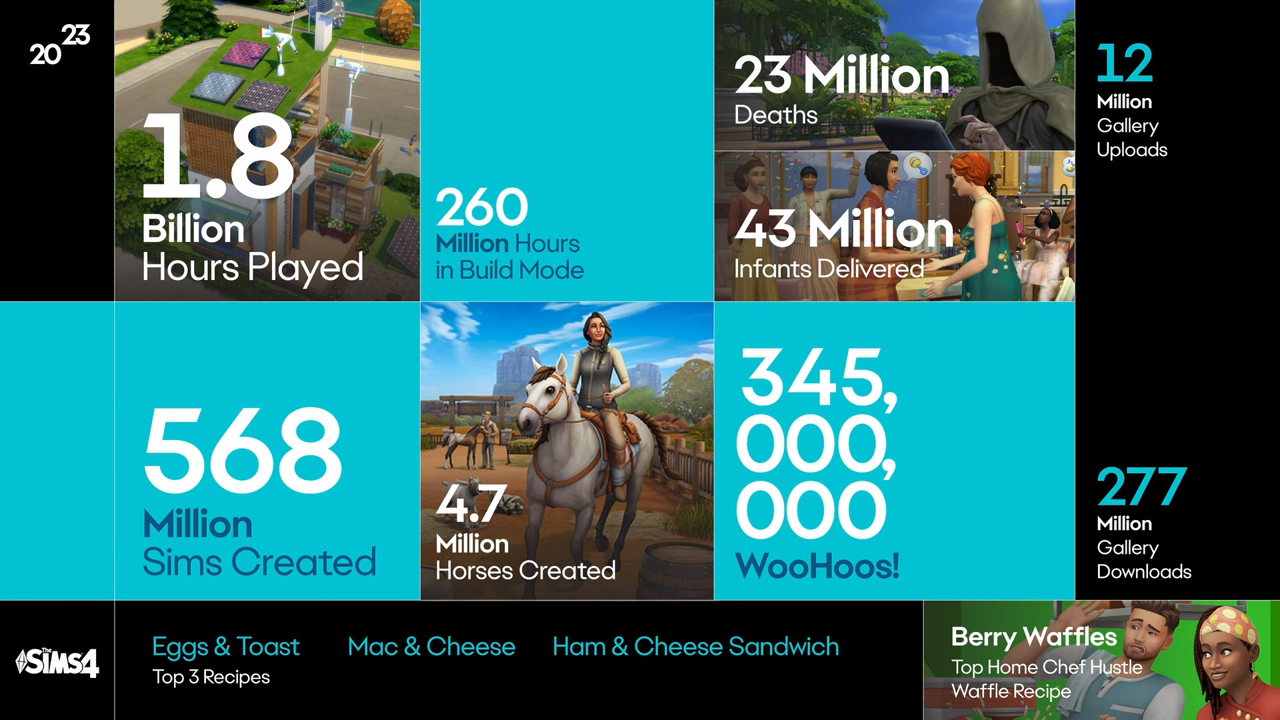 2023
1.8
Billion
Hours Played
260
Million Hours
in Build Mode
23 Million
Deaths
43 Million
Infants Delivered
12
Million
Gallery
Uploads
568
Million
Sims Created
4.7
Million
Horses Created
345,
000,
000
WooHoos!
277
Million
Gallery
Downloads
The SIMS 4
Eggs & Toast
Mac & Cheese
Ham & Cheese Sandwich
Top 3 Recipes
Berry Waffles
Top Home Chef Hustle
Waffle Recipe